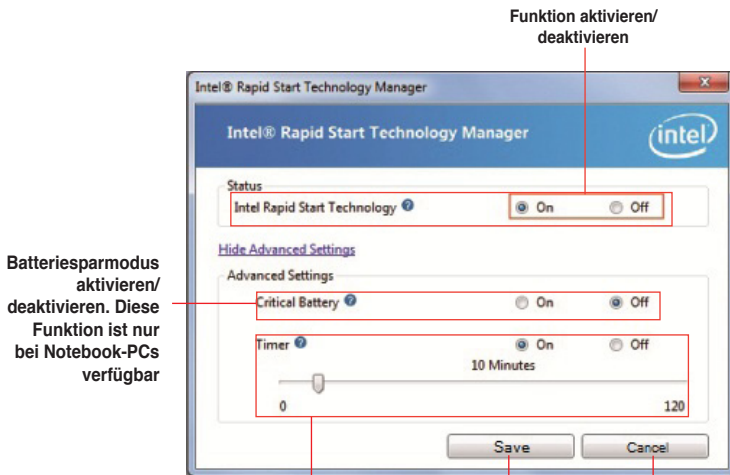 Funktion aktivieren/
deaktivieren
Intel® Rapid Start Technology Manager
Intel® Rapid Start Technology Manager
intel
Status
Intel Rapid Start Technology ? On Off
Hide Advanced Settings
Batteriesparmodus
aktivieren/
deaktivieren. Diese
Funktion ist nur
bei Notebook-PCs
verfügbar
Advanced Settings
Critical Battery ? On Off
Timer ? On Off
10 Minutes
0 120
Save Cancel